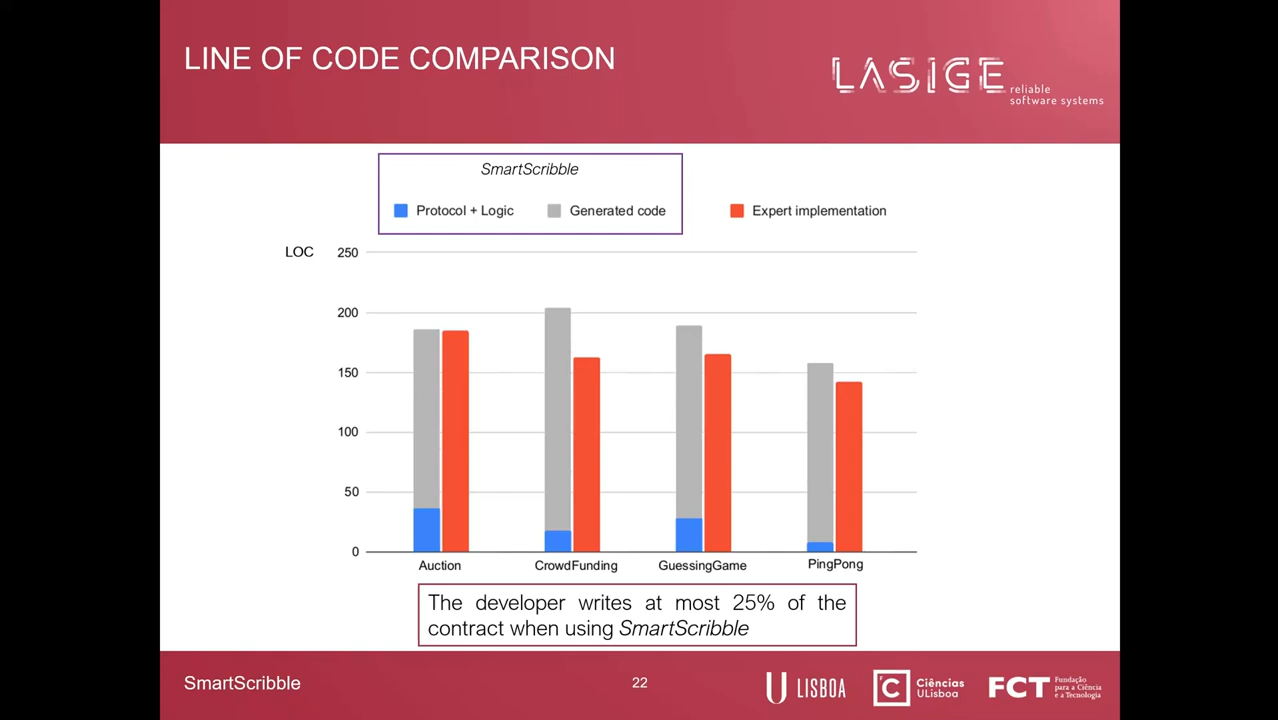 LINE OF CODE COMPARISON
LASIGE
reliable
software systems
SmartScribble
Protocol + Logic
Generated code
Expert implementation
LOC
250
200
150
100
50
0
Auction
CrowdFunding
GuessingGame
PingPong
The developer writes at most 25% of the
contract when using SmartScribble
SmartScribble
22
U LISBOA
C
Ciências
ULisboa
FCT
Fundação
para a Ciência
e a Tecnologia